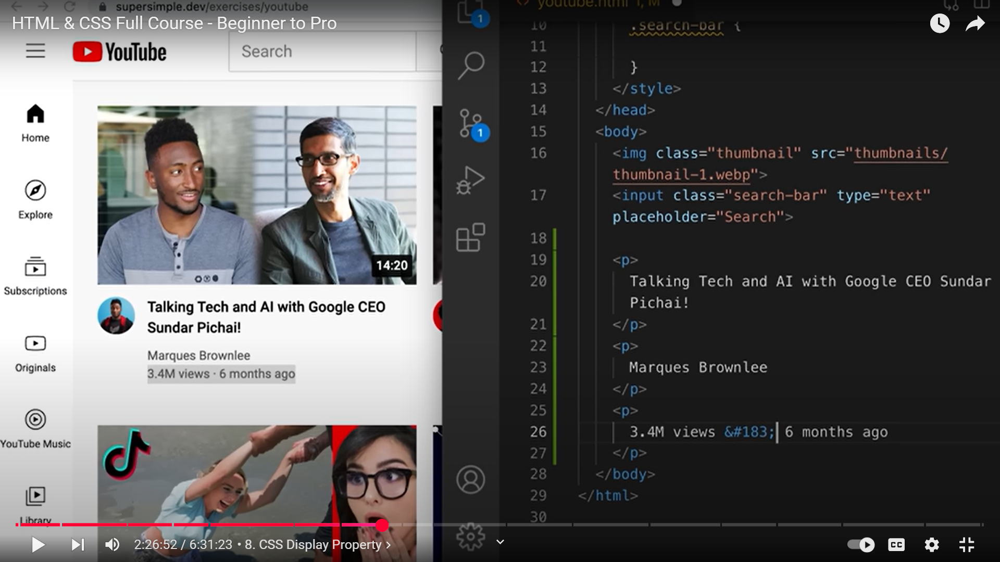 supersimple.dev/exercises/youtube
HTML & CSS Full Course - Beginner to Pro
YouTube
Search
Home
Explore
Subscriptions
Originals
YouTube Music
Library
14:20
Talking Tech and AI with Google CEO
Sundar Pichai!
Marques Brownlee
3.4M views · 6 months ago
1
1
youtube.html 1, M
10 .search-bar {
11
12 }
13 </style>
14 </head>
15 <body>
16 <img class="thumbnail" src="thumbnails/
thumbnail-1.webp">
17 <input class="search-bar" type="text"
placeholder="Search">
18
19 <p>
20 Talking Tech and AI with Google CEO Sundar
Pichai!
21 </p>
22 <p>
23 Marques Brownlee
24 </p>
25 <p>
26 3.4M views &#183; 6 months ago
27 </p>
28 </body>
29 </html>
30
2:26:52 / 6:31:23 • 8. CSS Display Property
CC